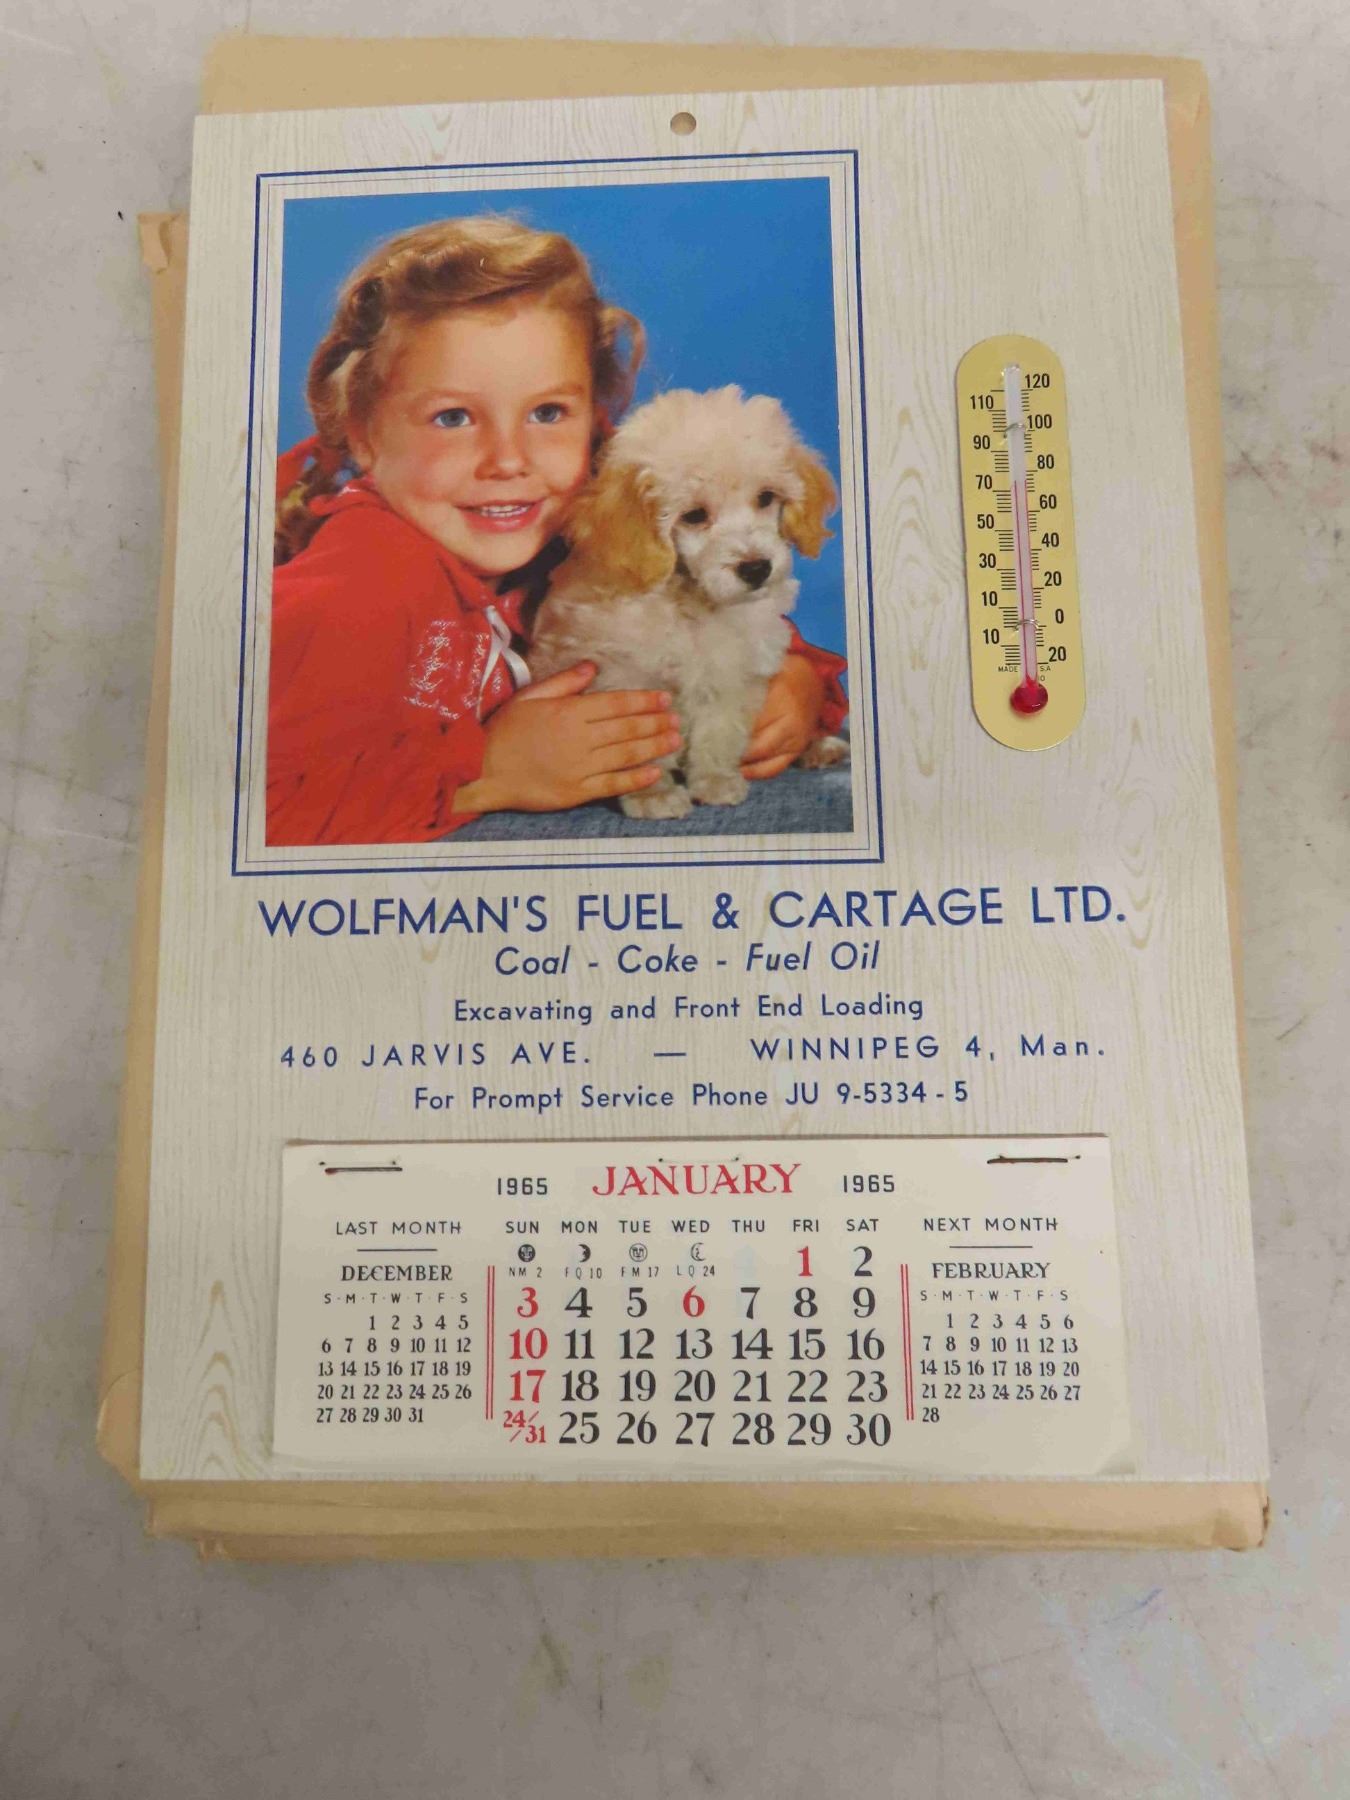 120
110
100
90
80
70
60
50
40
30
20
10
0
10
20
MADE S.A
WOLFMAN'S FUEL & CARTAGE LTD.
Coal - Coke - Fuel Oil
Excavating and Front End Loading
460 JARVIS AVE. — WINNIPEG 4, Man.
For Prompt Service Phone JU 9-5334 - 5
1965 JANUARY 1965
LAST MONTH
DECEMBER
S · M · T · W · T · F · S
1 2 3 4 5
6 7 8 9 10 11 12
13 14 15 16 17 18 19
20 21 22 23 24 25 26
27 28 29 30 31
SUN MON TUE WED THU FRI SAT
NM 2 FQ 10 FM 17 LQ 24 1 2
3 4 5 6 7 8 9
10 11 12 13 14 15 16
17 18 19 20 21 22 23
24/31 25 26 27 28 29 30
NEXT MONTH
FEBRUARY
S · M · T · W · T · F · S
1 2 3 4 5 6
7 8 9 10 11 12 13
14 15 16 17 18 19 20
21 22 23 24 25 26 27
28